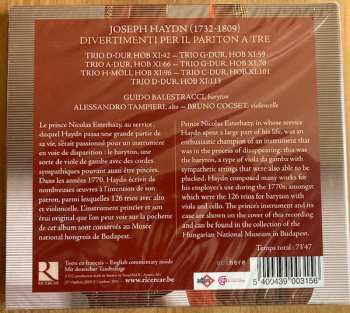 JOSEPH HAYDN (1732-1809)
DIVERTIMENTI PER IL PARITON A TRE
TRIO D-DUR, HOB XI:42 – TRIO G-DUR, HOB XI:59
TRIO A-DUR, HOB XI:66 – TRIO G-DUR, HOB XI:70
TRIO H-MOLL, HOB XI:96 – TRIO C-DUR, HOB XI:101
TRIO D-DUR, HOB XI:113
GUIDO BALESTRACCI, baryton
ALESSANDRO TAMPIERI, alto – BRUNO COCSET, violoncelle
Le prince Nicolas Esterhazy, au service
duquel Haydn passa une grande partie de
sa vie, s'était passionné pour un instrument
en voie de disparition : le baryton, une
sorte de viole de gambe avec des cordes
sympathiques pouvant aussi être pincées.
Dans les années 1770, Haydn écrivit de
nombreuses œuvres à l'intention de son
patron, parmi lesquelles 126 trios avec alto
et violoncelle. L'instrument princier et son
étui original que l'on peut voir sur la pochette
de cet album sont conservés au Musée
national hongrois de Budapest.
Prince Nicolas Esterhazy, in whose service
Haydn spent a large part of his life, was an
enthusiastic champion of an instrument that
was in the process of disappearing: this was
the baryton, a type of viola da gamba with
sympathetic strings that were also able to be
plucked. Haydn composed many works for
his employer's use during the 1770s, amongst
which were the 126 trios for baryton with
viola and cello. The prince's instrument and
its case are shown on the cover of this recording
and can be found in the collection of the
Hungarian National Museum in Budapest.
Temps total : 73'47
RICERCAR
Texte en français – English commentary inside
Mit deutscher Textbeilage
www.ricercar.be
outhere
5 400439 003156